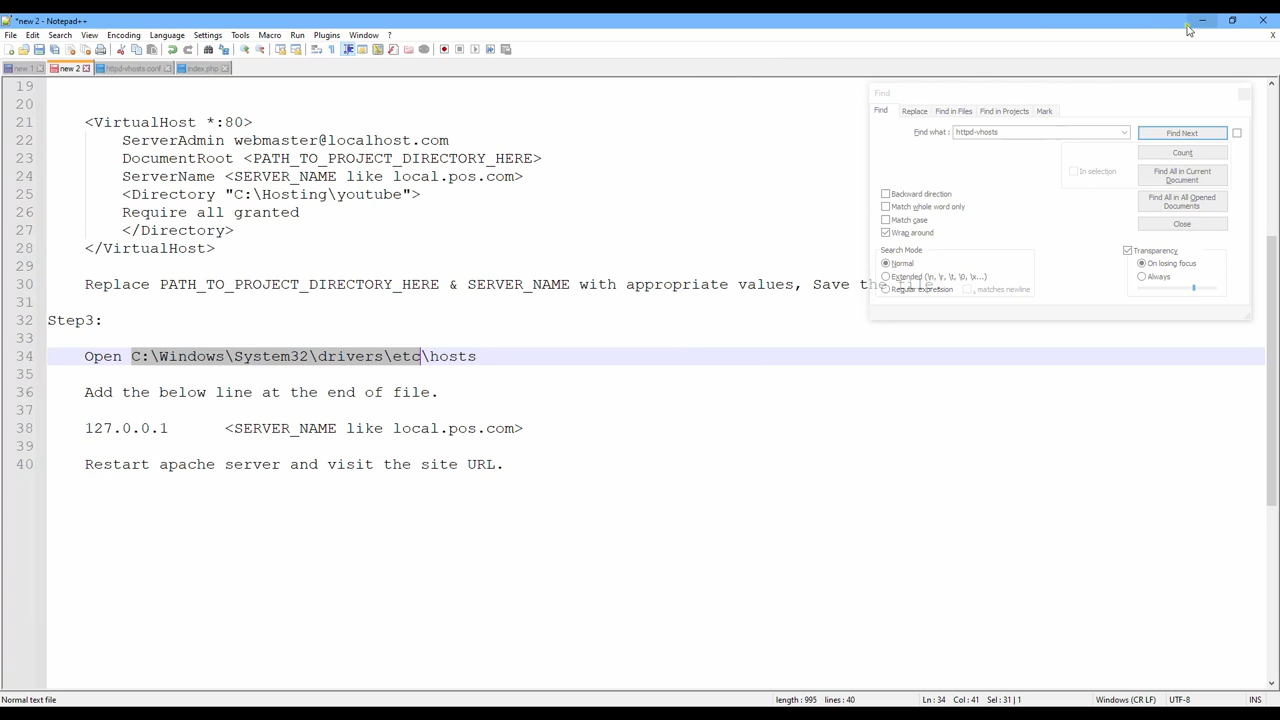 *new 2 - Notepad++
File Edit Search View Encoding Language Settings Tools Macro Run Plugins Window ? X
new 1 new 2 httpd-vhosts.conf index.php
19
20
21 <VirtualHost *:80>
22 ServerAdmin webmaster@localhost.com
23 DocumentRoot <PATH_TO_PROJECT_DIRECTORY_HERE>
24 ServerName <SERVER_NAME like local.pos.com>
25 <Directory "C:\Hosting\youtube">
26 Require all granted
27 </Directory>
28 </VirtualHost>
29
30 Replace PATH_TO_PROJECT_DIRECTORY_HERE & SERVER_NAME with appropriate values, Save the file.
31
32 Step3:
33
34 Open C:\Windows\System32\drivers\etc\hosts
35
36 Add the below line at the end of file.
37
38 127.0.0.1 <SERVER_NAME like local.pos.com>
39
40 Restart apache server and visit the site URL.
Find
Find Replace Find in Files Find in Projects Mark
Find what : httpd-vhosts Find Next
Count
In selection
Find All in Current Document
Backward direction
Find All in All Opened Documents
Match whole word only
Match case
Close
Wrap around
Search Mode
Transparency
Normal
On losing focus
Extended (\n, \r, \t, \0, \x...)
Always
Regular expression . matches newline
Normal text file length : 995 lines : 40 Ln : 34 Col : 41 Sel : 31 | 1 Windows (CR LF) UTF-8 INS